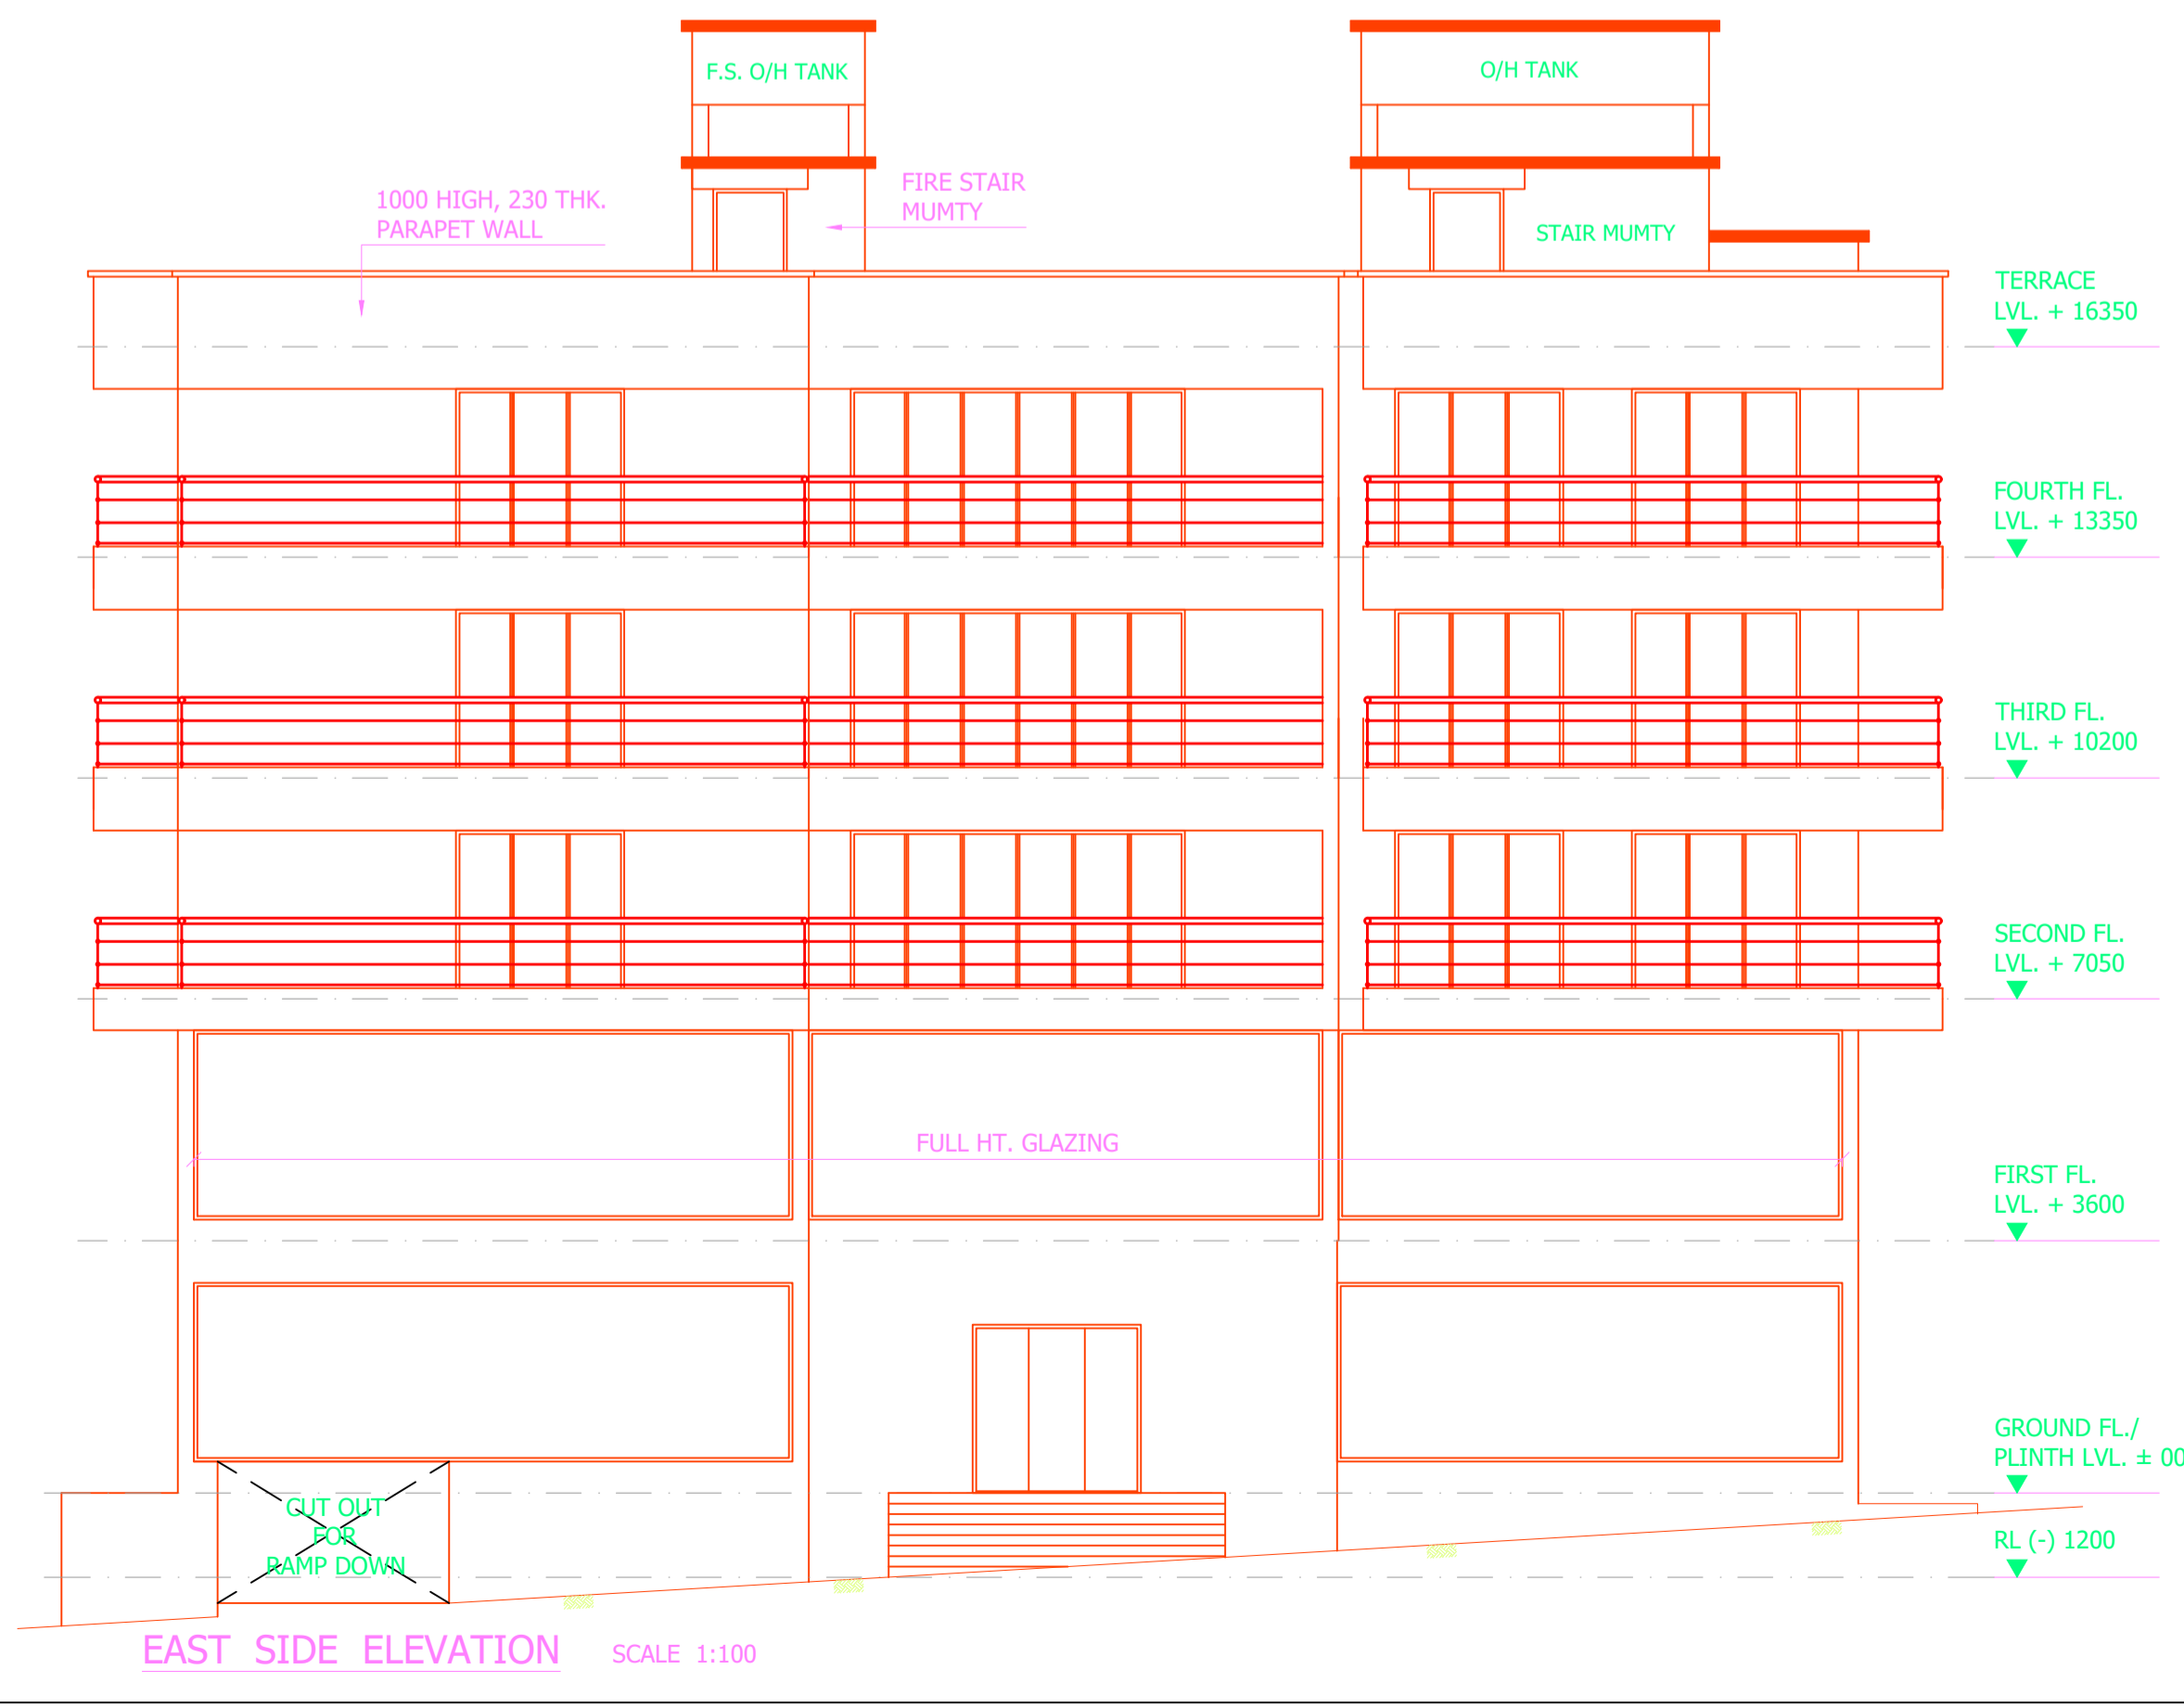 F.S. O/H TANK
O/H TANK
1000 HIGH, 230 THK.
PARAPET WALL
FIRE STAIR
MUMTY
STAIR MUMTY
TERRACE
LVL. + 16350
FOURTH FL.
LVL. + 13350
THIRD FL.
LVL. + 10200
SECOND FL.
LVL. + 7050
FULL HT. GLAZING
FIRST FL.
LVL. + 3600
GROUND FL./
PLINTH LVL. ± 00
CUT OUT
FOR
RAMP DOWN
RL (-) 1200
EAST SIDE ELEVATION
SCALE 1:100